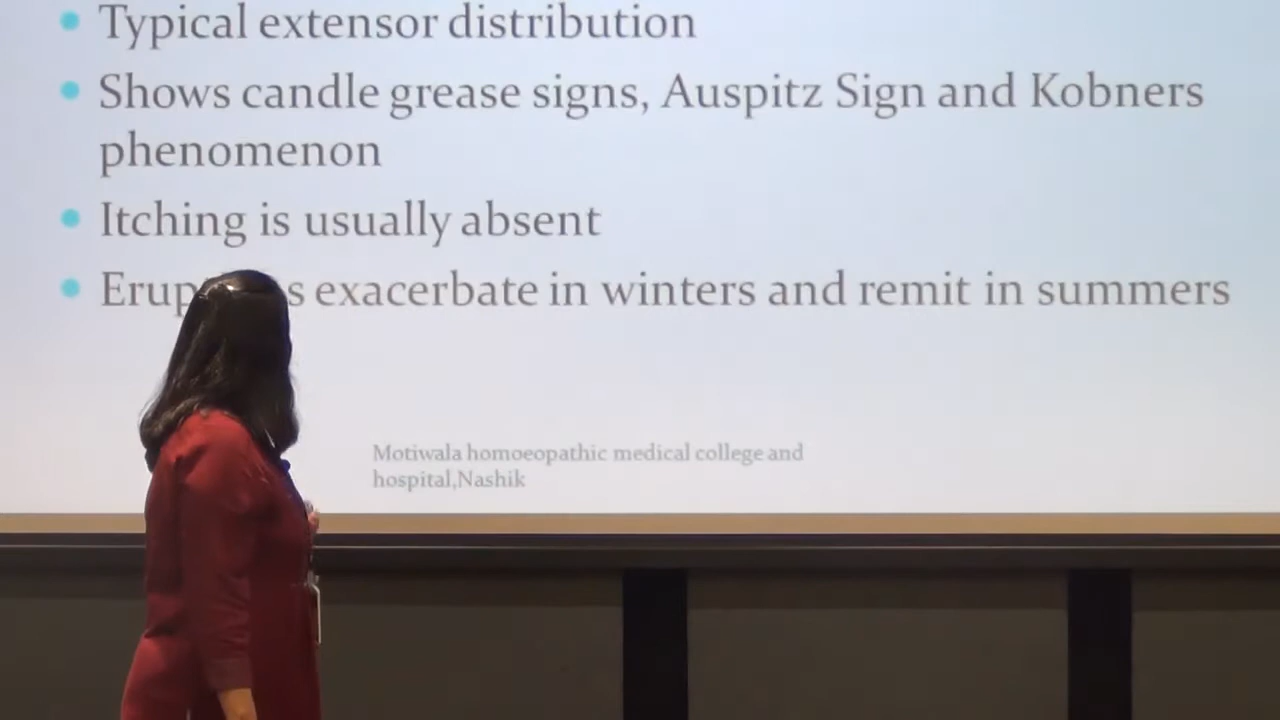 Typical extensor distribution
Shows candle grease signs, Auspitz Sign and Kobners
phenomenon
Itching is usually absent
exacerbate in winters and remit in summers
Motiwala homoeopathic medical college and
hospital,Nashik